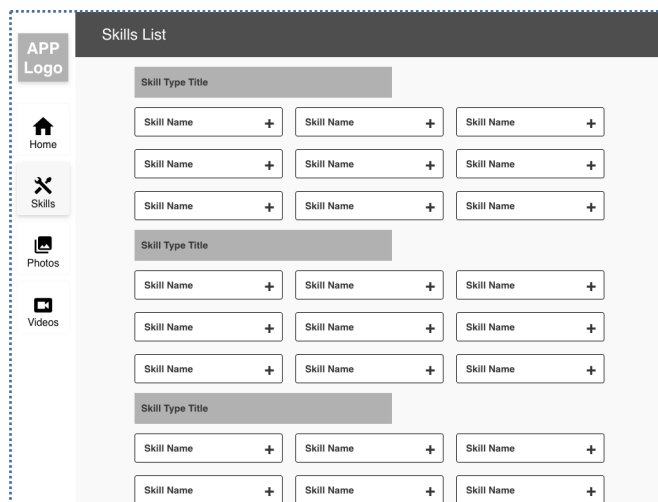 APP
Logo
Home
Skills
Photos
Videos
Skills List
Skill Type Title
Skill Name + Skill Name + Skill Name +
Skill Name + Skill Name + Skill Name +
Skill Name + Skill Name + Skill Name +
Skill Type Title
Skill Name + Skill Name + Skill Name +
Skill Name + Skill Name + Skill Name +
Skill Name + Skill Name + Skill Name +
Skill Type Title
Skill Name + Skill Name + Skill Name +
Skill Name + Skill Name + Skill Name +